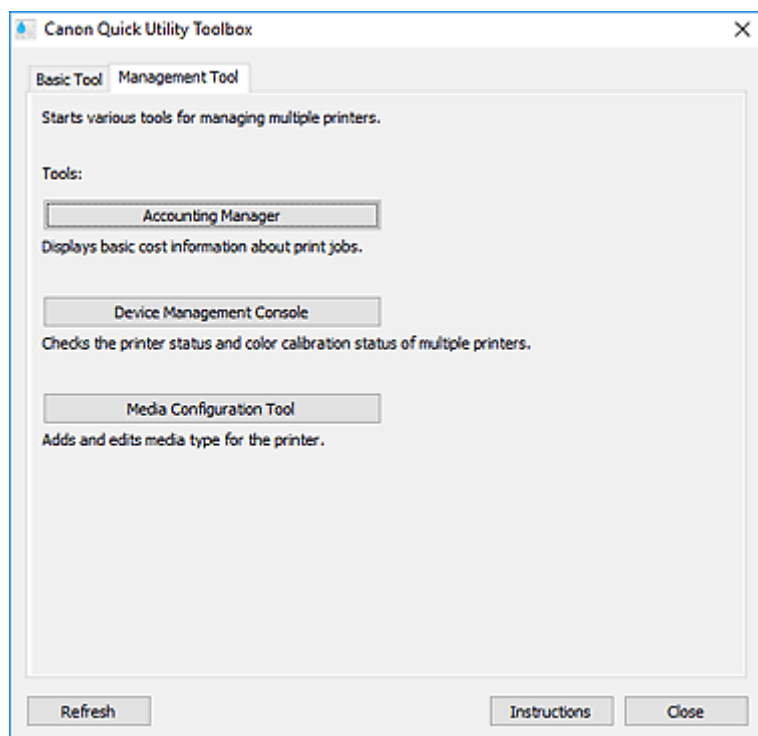 Canon Quick Utility Toolbox
Basic Tool
Management Tool
Starts various tools for managing multiple printers.
Tools:
Accounting Manager
Displays basic cost information about print jobs.
Device Management Console
Checks the printer status and color calibration status of multiple printers.
Media Configuration Tool
Adds and edits media type for the printer.
Refresh
Instructions
Close